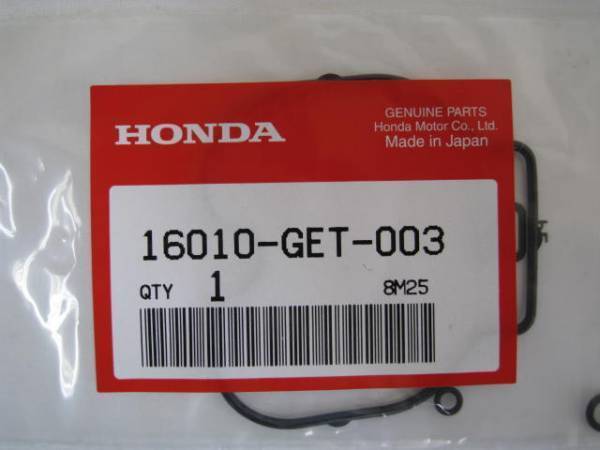 HONDA
GENUINE PARTS
Honda Motor Co., Ltd.
Made in Japan
16010-GET-003
QTY 1 8M25